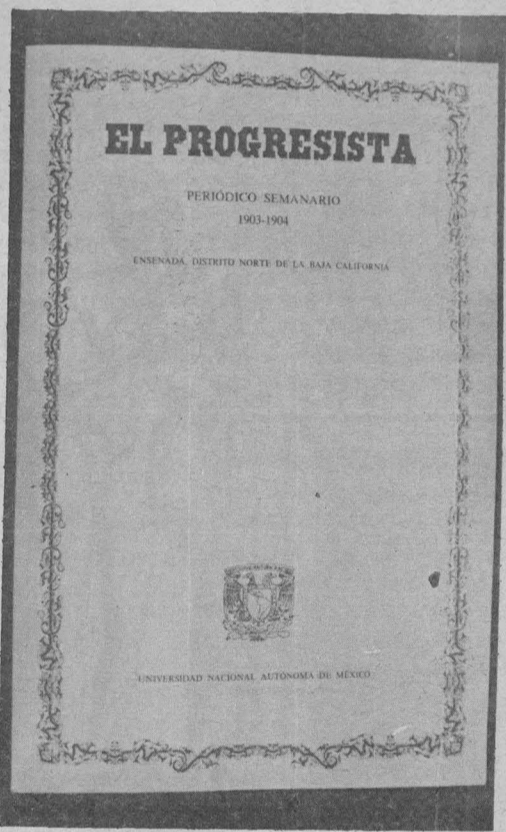 EL PROGRESISTA
PERIÓDICO SEMANARIO
1903-1904
ENSENADA, DISTRITO NORTE DE LA BAJA CALIFORNIA
UNIVERSIDAD NACIONAL AUTÓNOMA DE MÉXICO